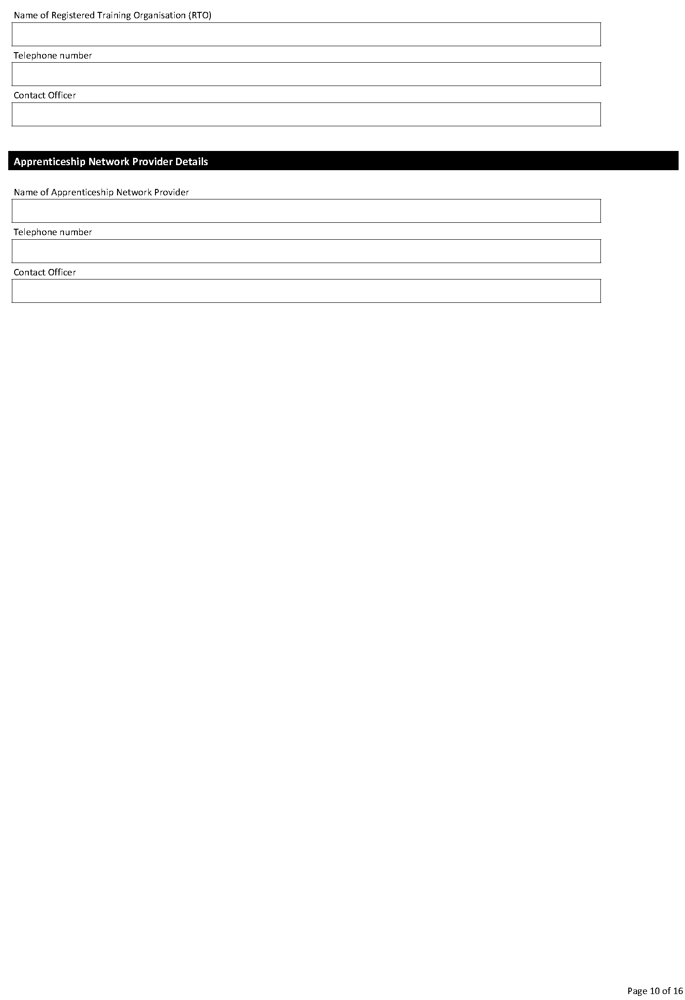 Name of Registered Training Organisation (RTO)
Telephone number
Contact Officer
Apprenticeship Network Provider Details
Name of Apprenticeship Network Provider
Telephone number
Contact Officer
Page 10 of 16